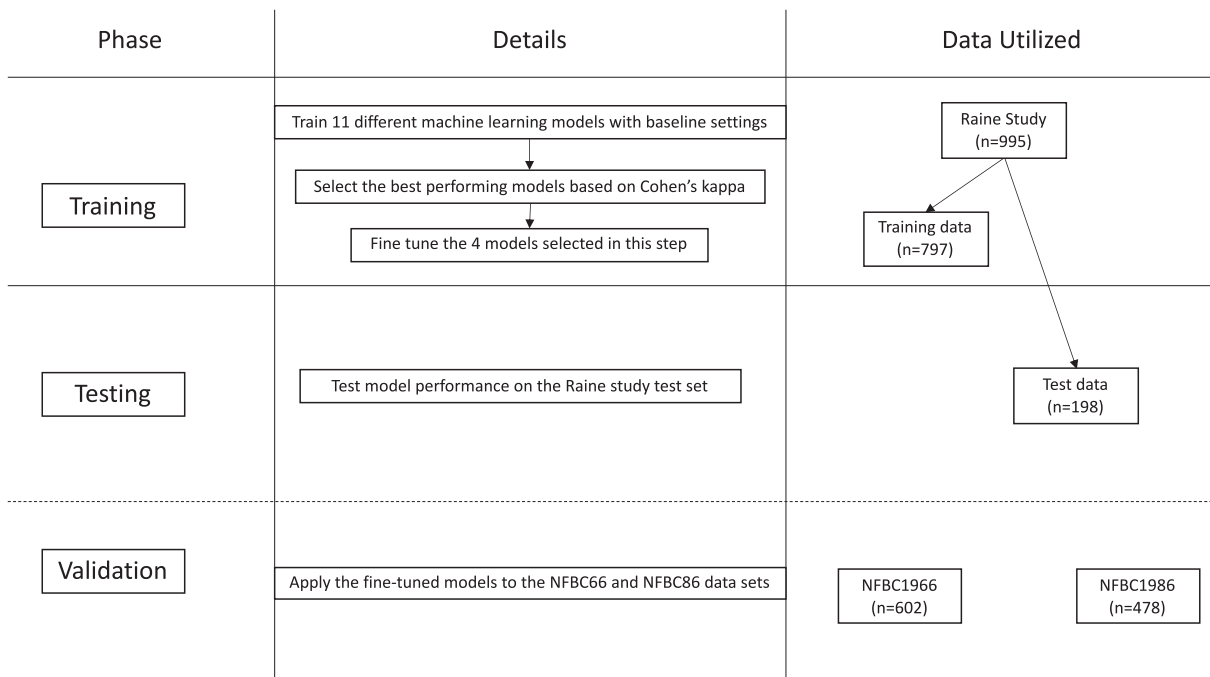 Phase
Details
Data Utilized
Training
Train 11 different machine learning models with baseline settings
Select the best performing models based on Cohen’s kappa
Fine tune the 4 models selected in this step
Raine Study
(n=995)
Training data
(n=797)
Testing
Test model performance on the Raine study test set
Test data
(n=198)
Validation
Apply the fine-tuned models to the NFBC66 and NFBC86 data sets
NFBC1966
(n=602)
NFBC1986
(n=478)